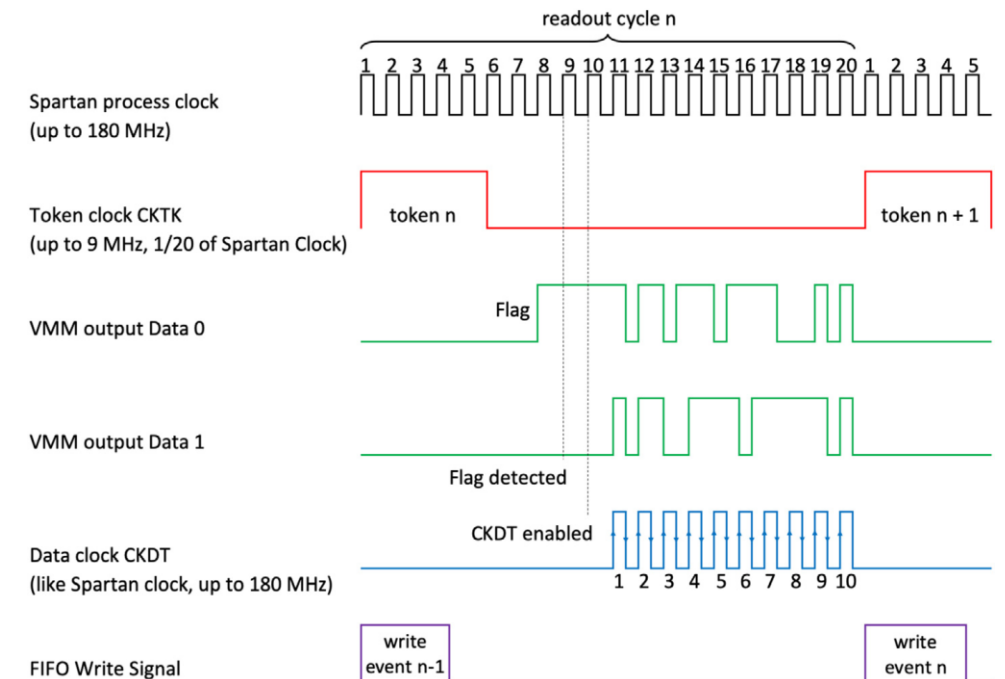 readout cycle n
1 2 3 4 5 6 7 8 9 10 11 12 13 14 15 16 17 18 19 20 1 2 3 4 5
Spartan process clock
(up to 180 MHz)
Token clock CKTK
(up to 9 MHz, 1/20 of Spartan Clock)
token n
token n + 1
VMM output Data 0
Flag
VMM output Data 1
Flag detected
CKDT enabled
Data clock CKDT
(like Spartan clock, up to 180 MHz)
1 2 3 4 5 6 7 8 9 10
FIFO Write Signal
write
event n-1
write
event n